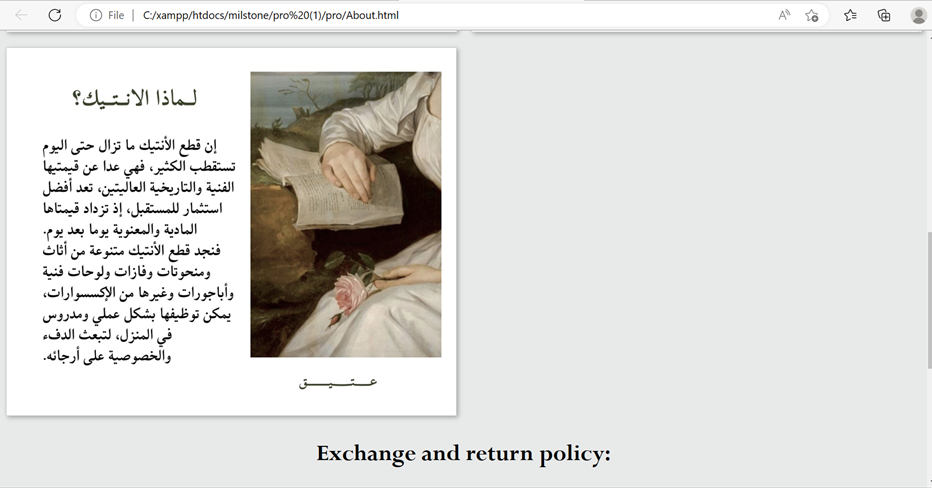 File | C:/xampp/htdocs/milstone/pro%20(1)/pro/About.html
لـماذا الانـتـيك؟
إن قطع الأنتيك ما تزال حتى اليوم
تستقطب الكثير، فهي عدا عن قيمتيها
الفنية والتاريخية العاليتين، تعد أفضل
استثمار للمستقبل، إذ تزداد قيمتاها
المادية والمعنوية يوما بعد يوم.
فنجد قطع الأنتيك متنوعة من أثاث
ومنحوتات وفازات ولوحات فنية
وأباجورات وغيرها من الإكسسوارات،
يمكن توظيفها بشكل عملي ومدروس
في المنزل، لتبعث الدفء
والخصوصية على أرجائه.
عـــتـــيـــق
Exchange and return policy: